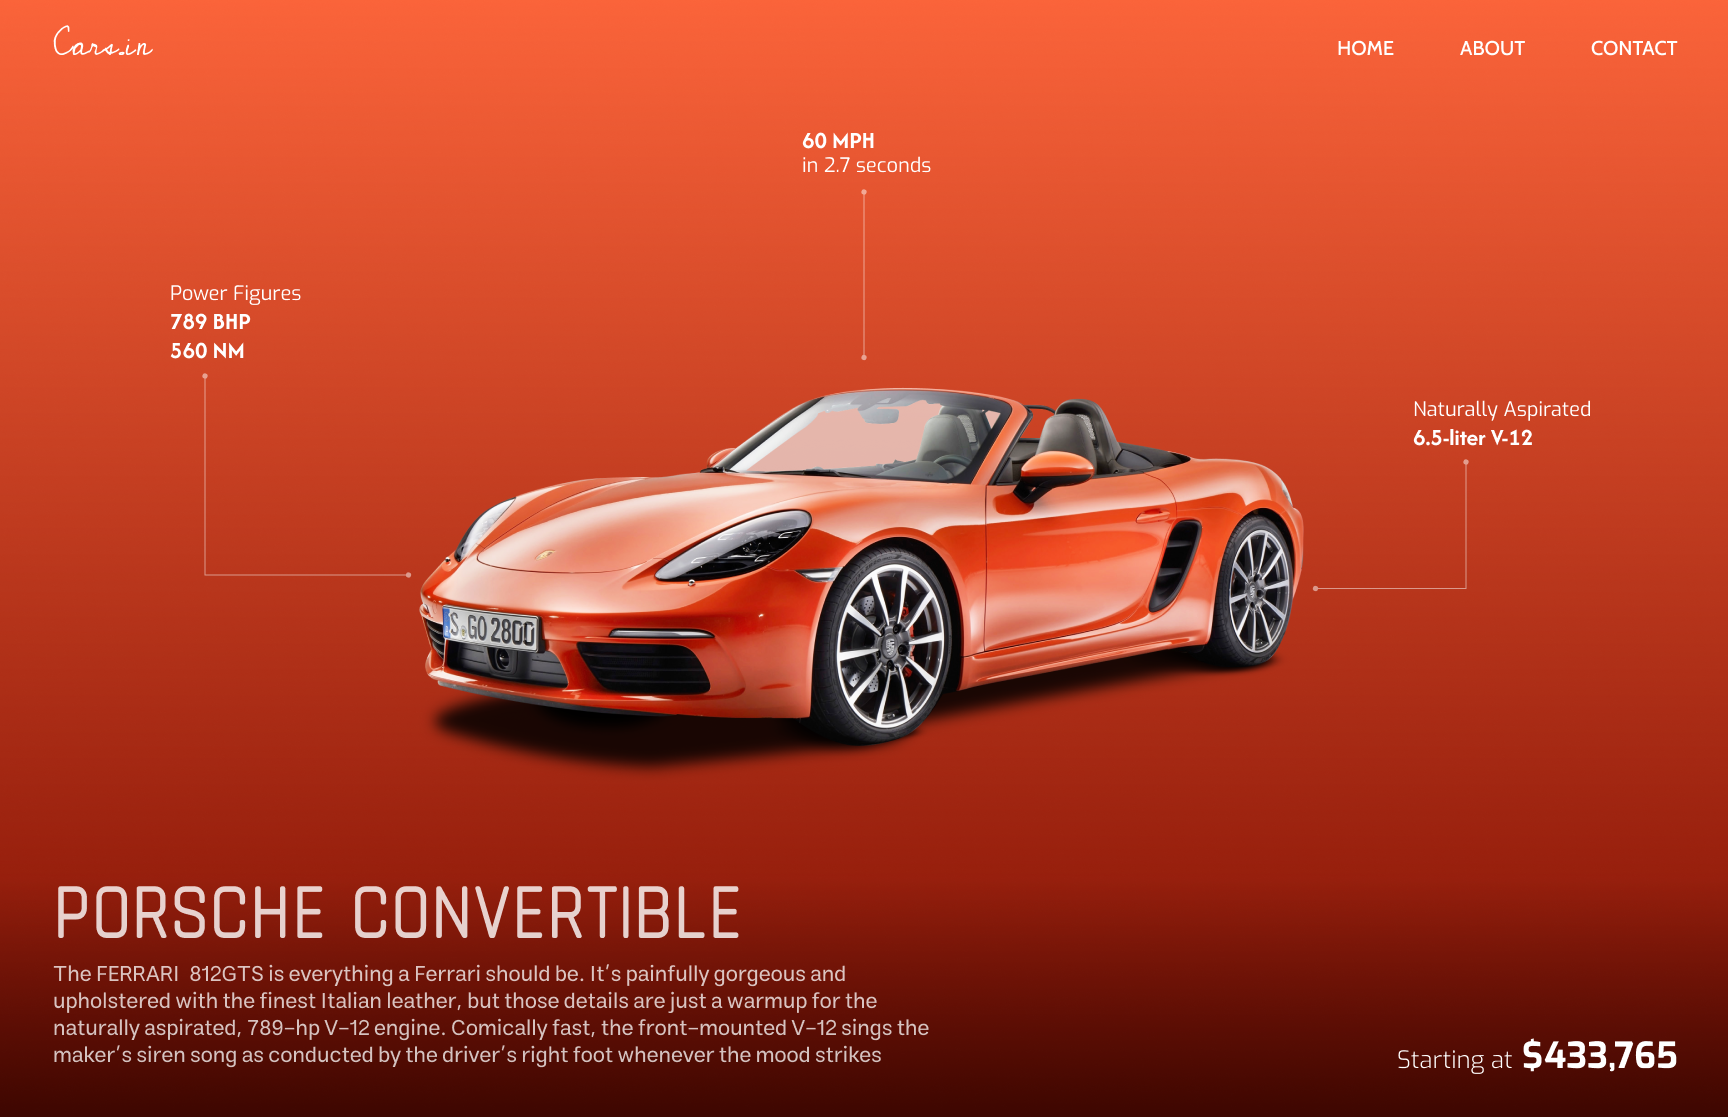 Cars.in
HOME ABOUT CONTACT
60 MPH
in 2.7 seconds
Power Figures
789 BHP
560 NM
Naturally Aspirated
6.5-liter V-12
S GO 2800
PORSCHE CONVERTIBLE
The FERRARI 812GTS is everything a Ferrari should be. It's painfully gorgeous and
upholstered with the finest Italian leather, but those details are just a warmup for the
naturally aspirated, 789-hp V-12 engine. Comically fast, the front-mounted V-12 sings the
maker's siren song as conducted by the driver's right foot whenever the mood strikes
Starting at $433,765